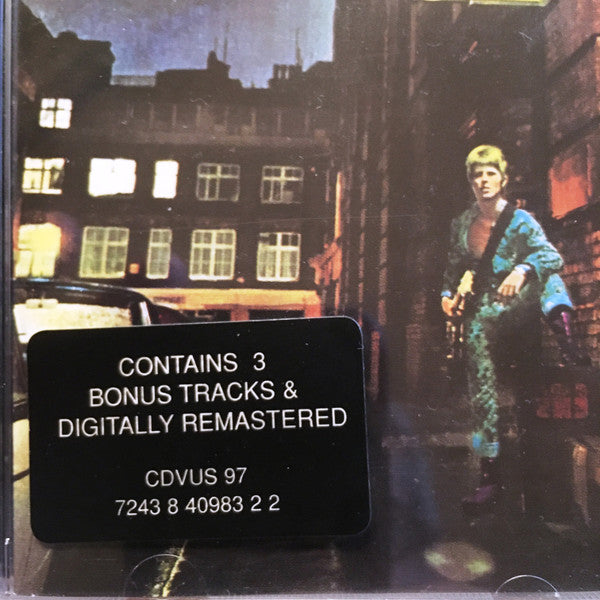 CONTAINS 3
BONUS TRACKS &
DIGITALLY REMASTERED
CDVUS 97
7243 8 40983 2 2